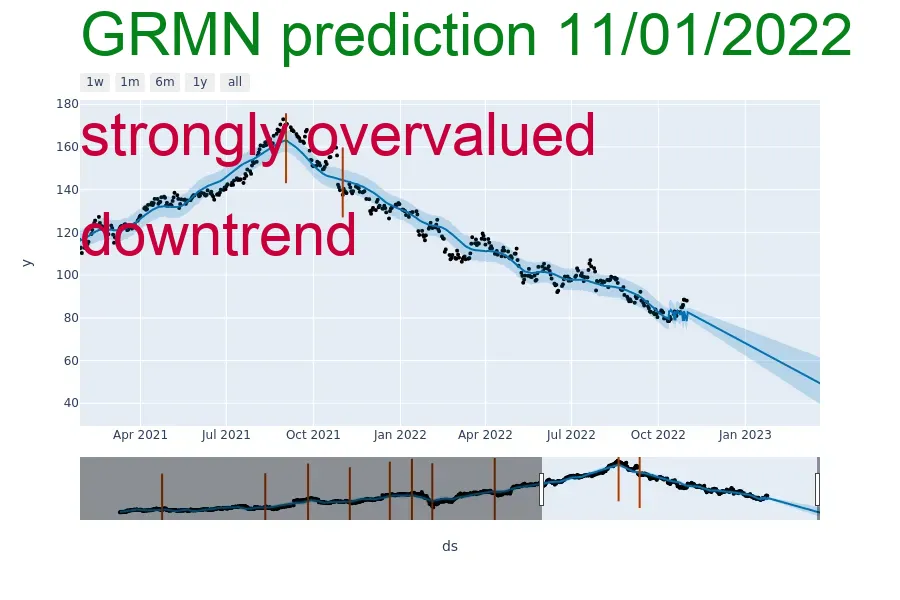 GRMN prediction 11/01/2022
1w 1m 6m 1y all
180
strongly overvalued
160
140
downtrend
120
y
100
80
60
40
Apr 2021 Jul 2021 Oct 2021 Jan 2022 Apr 2022 Jul 2022 Oct 2022 Jan 2023
ds